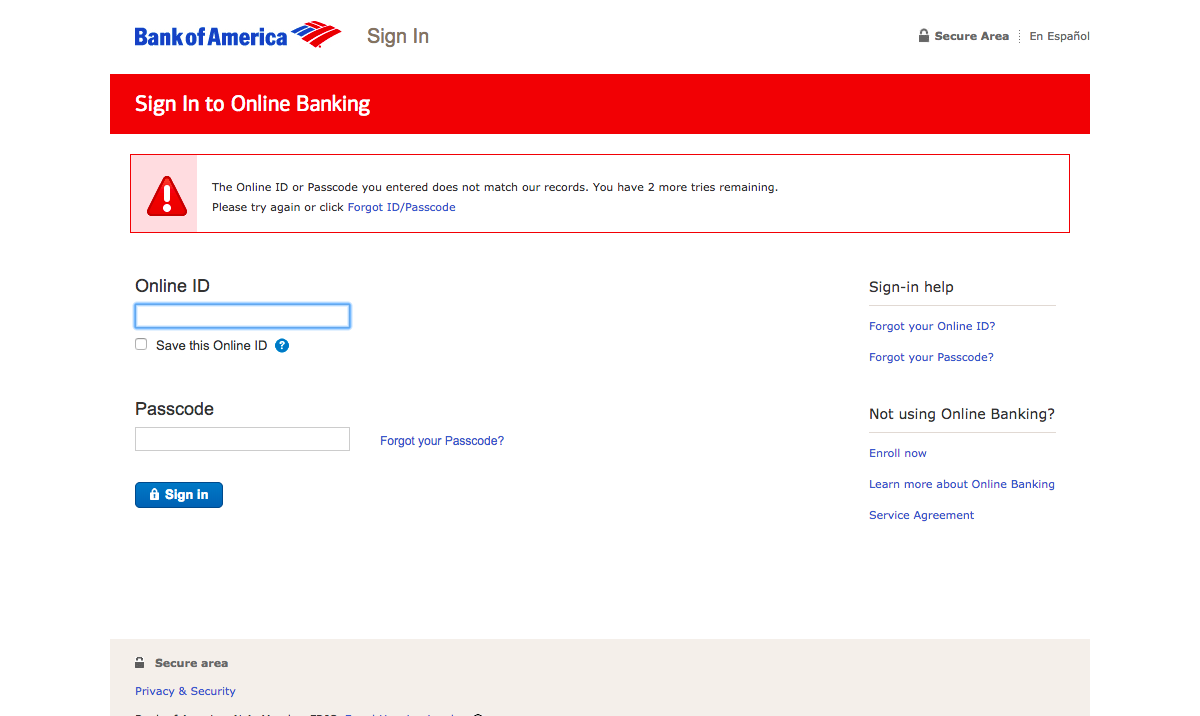 Bank of America Sign In
Secure Area En Español
Sign In to Online Banking
The Online ID or Passcode you entered does not match our records. You have 2 more tries remaining.
Please try again or click Forgot ID/Passcode
Online ID
Save this Online ID ?
Passcode
Forgot your Passcode?
Sign In
Sign-in help
Forgot your Online ID?
Forgot your Passcode?
Not using Online Banking?
Enroll now
Learn more about Online Banking
Service Agreement
Secure area
Privacy & Security